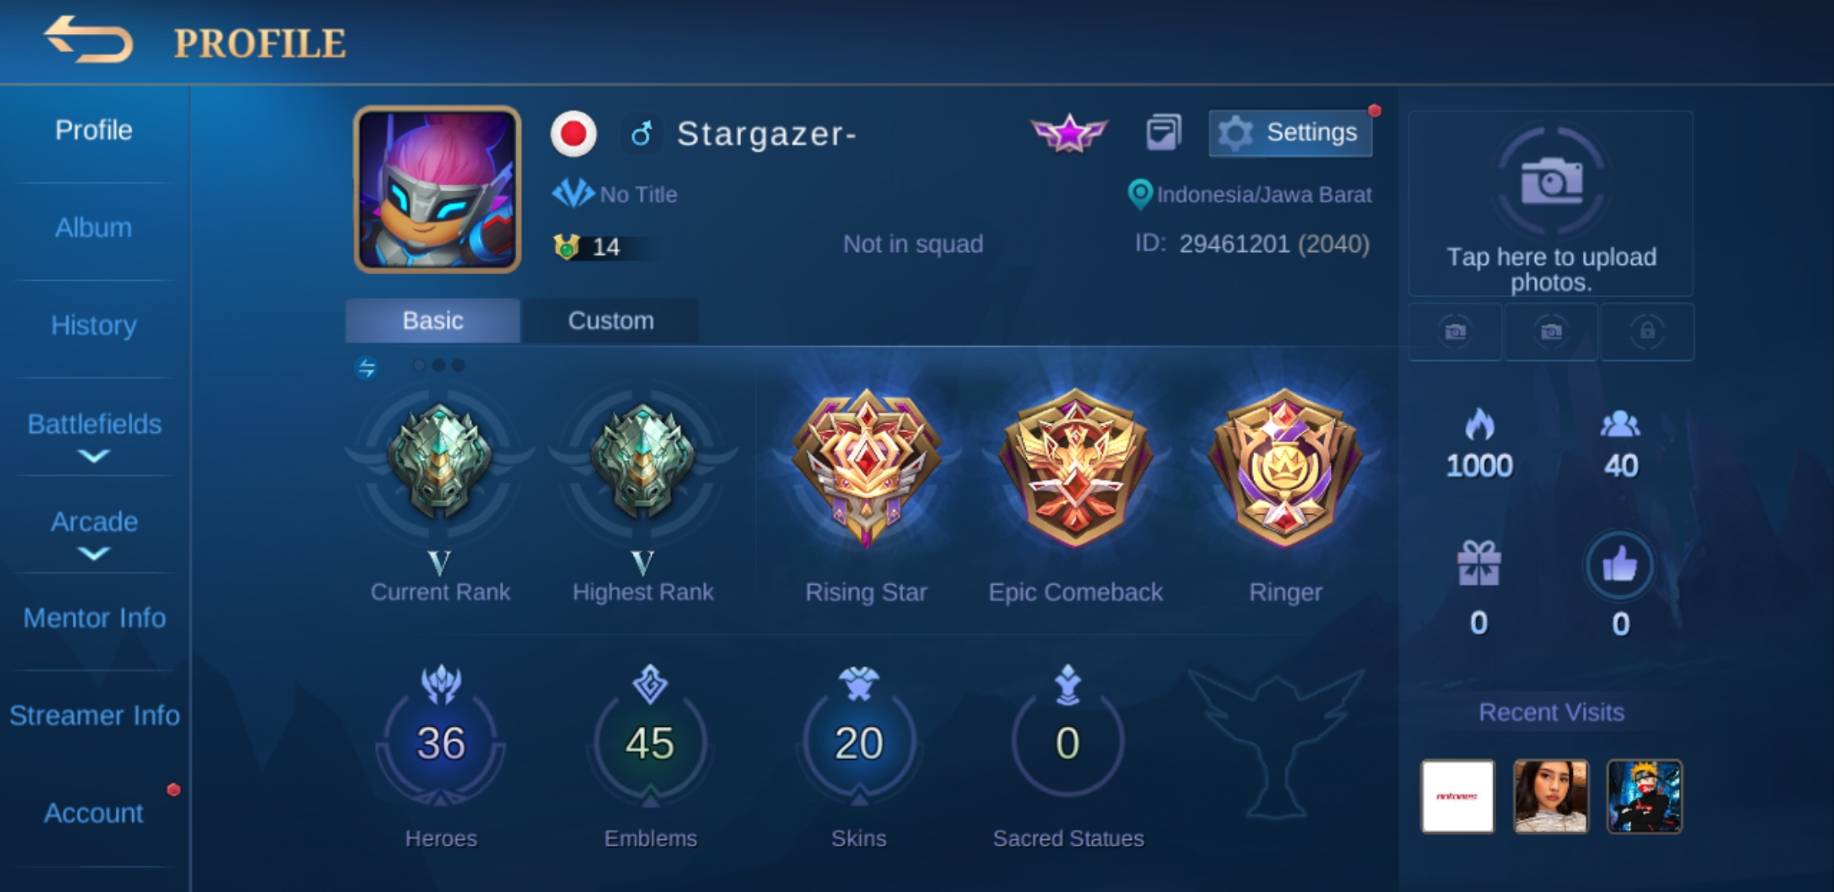 PROFILE
Profile
Album
History
Battlefields
Arcade
Mentor Info
Streamer Info
Account
Stargazer-
Settings
No Title
Indonesia/Jawa Barat
14
Not in squad
ID: 29461201 (2040)
Basic
Custom
V
Current Rank
V
Highest Rank
Rising Star
Epic Comeback
Ringer
36
Heroes
45
Emblems
20
Skins
0
Sacred Statues
Tap here to upload
photos.
1000
40
0
0
Recent Visits
antares